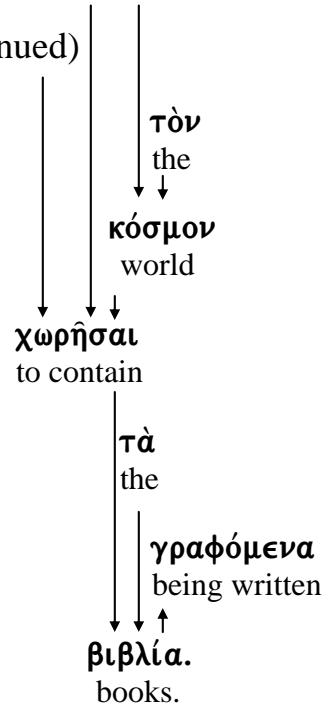 nued)
τὸν
the
κόσμον
world
χωρῆσαι
to contain
τὰ
the
γραφόμενα
being written
βιβλία.
books.